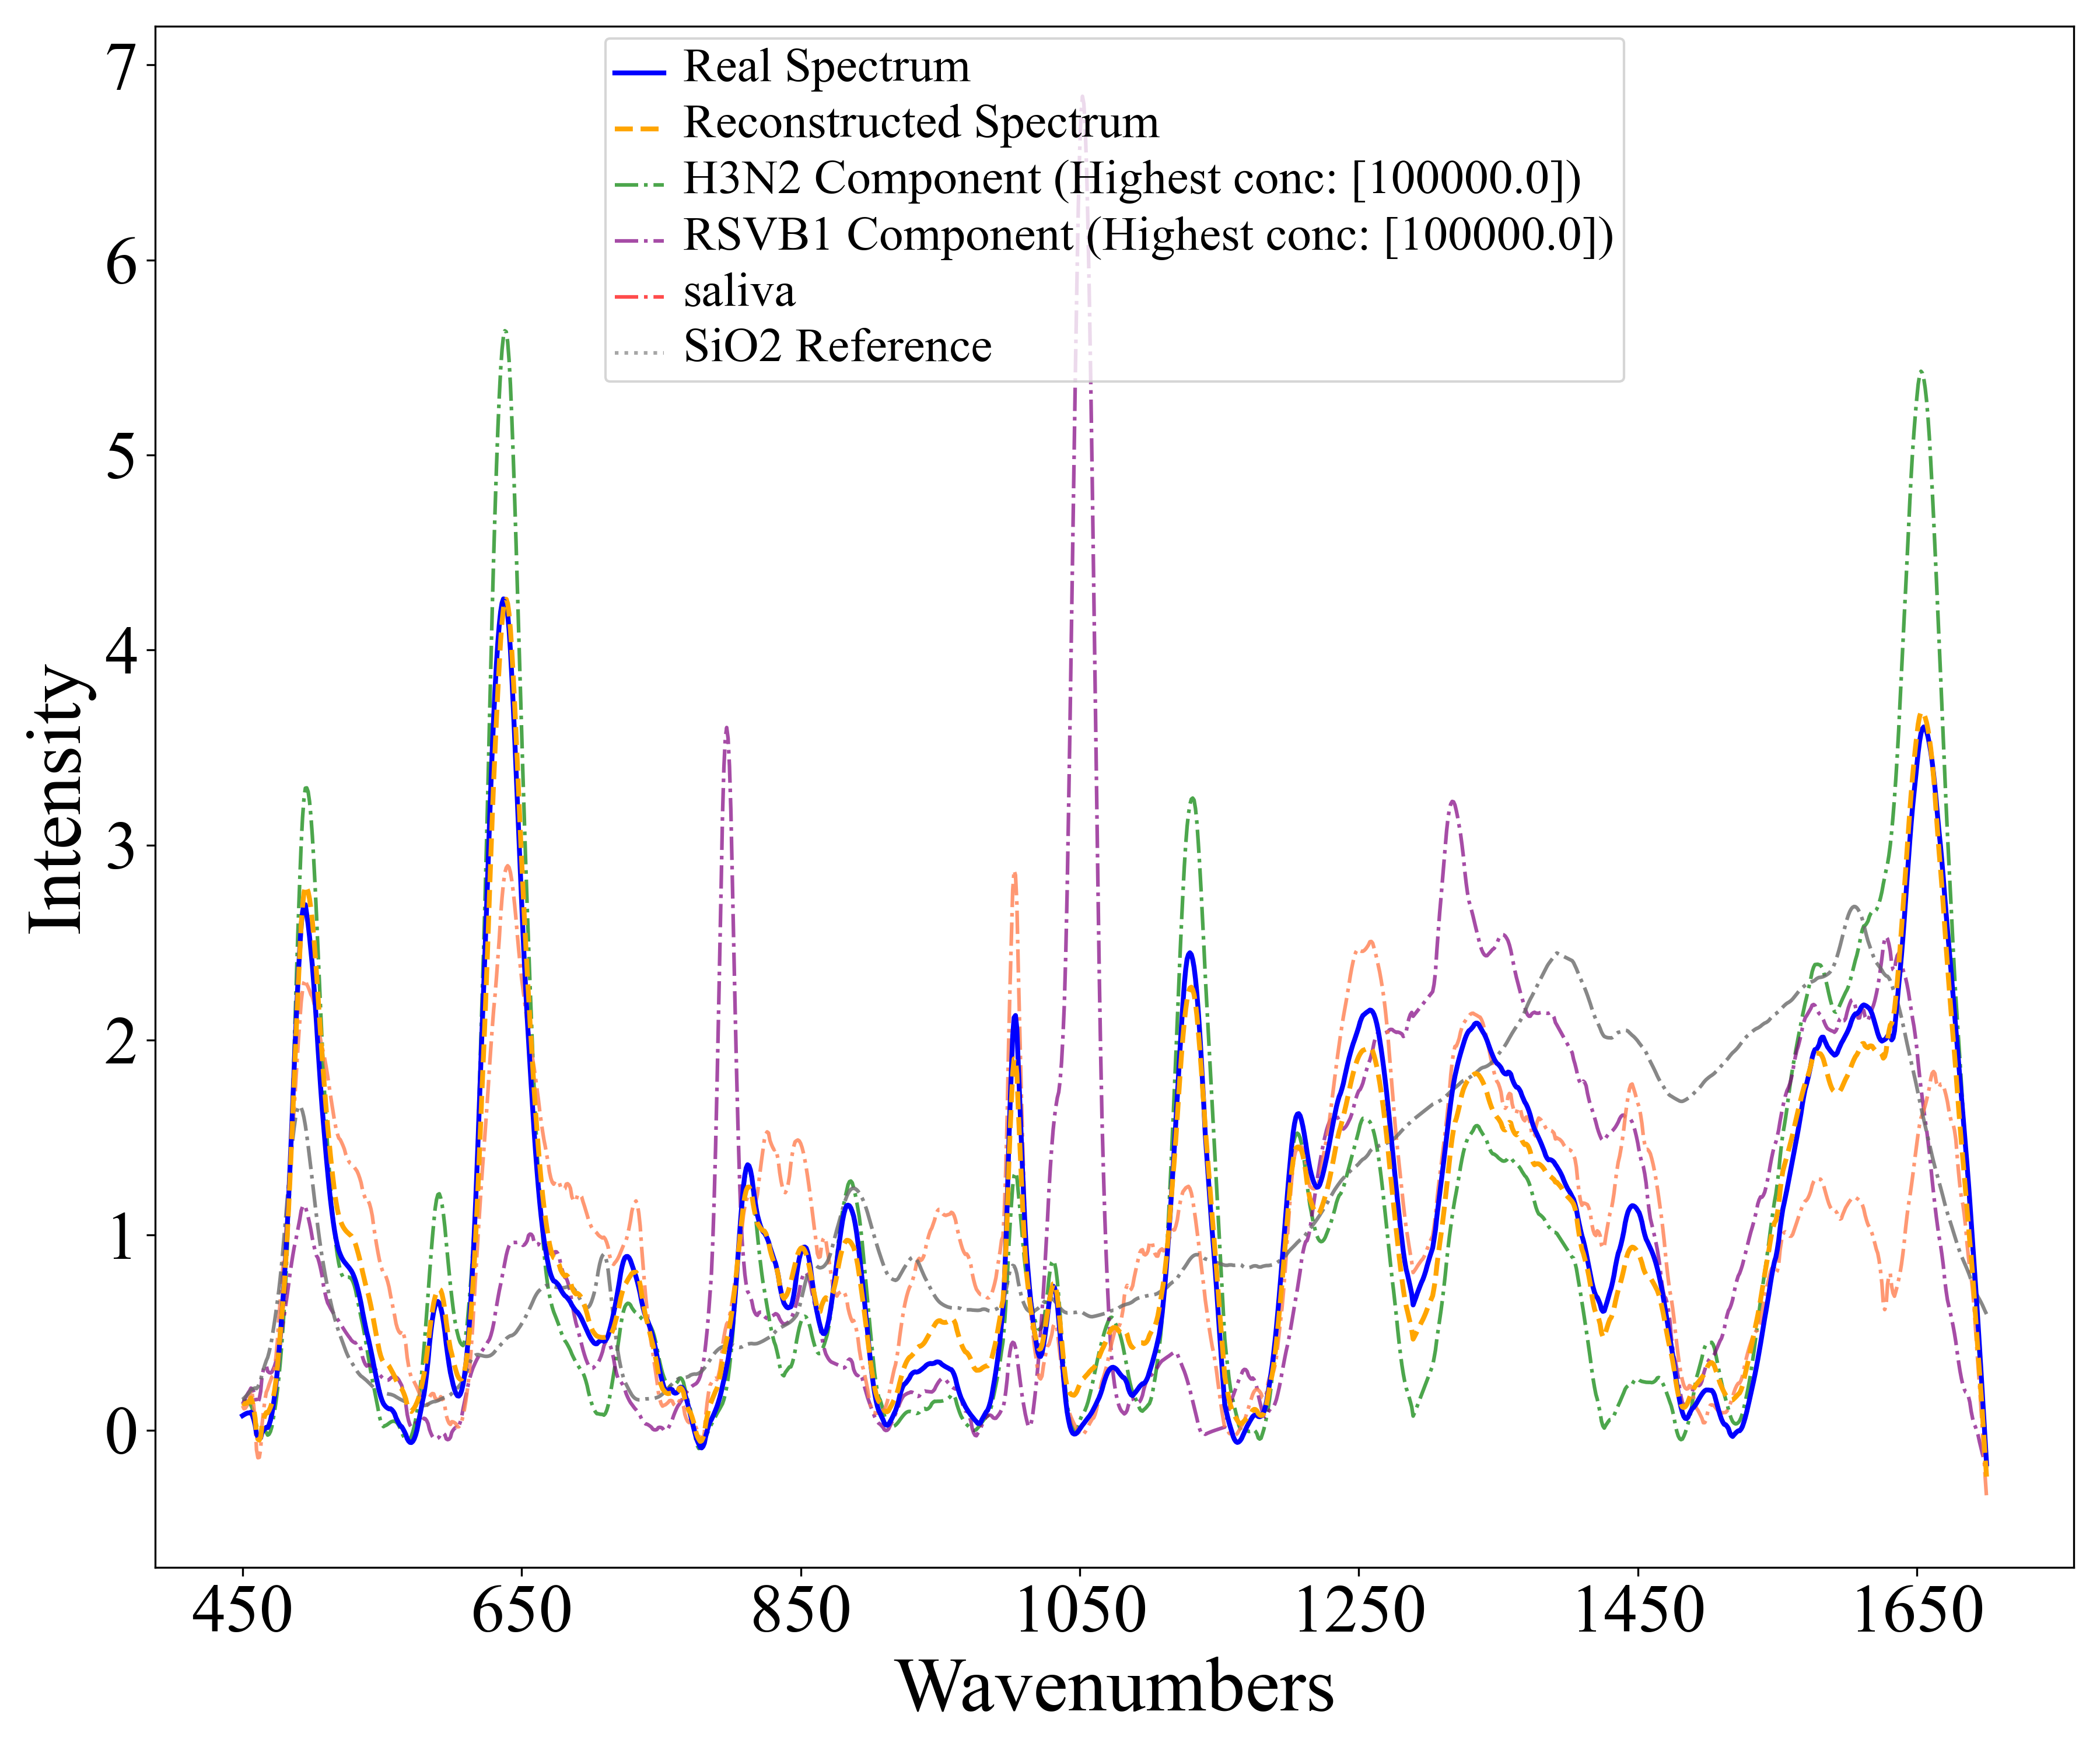 Real Spectrum
Reconstructed Spectrum
H3N2 Component (Highest conc: [100000.0])
RSVB1 Component (Highest conc: [100000.0])
saliva
SiO2 Reference
7
6
5
4
3
2
1
0
Intensity
450 650 850 1050 1250 1450 1650
Wavenumbers